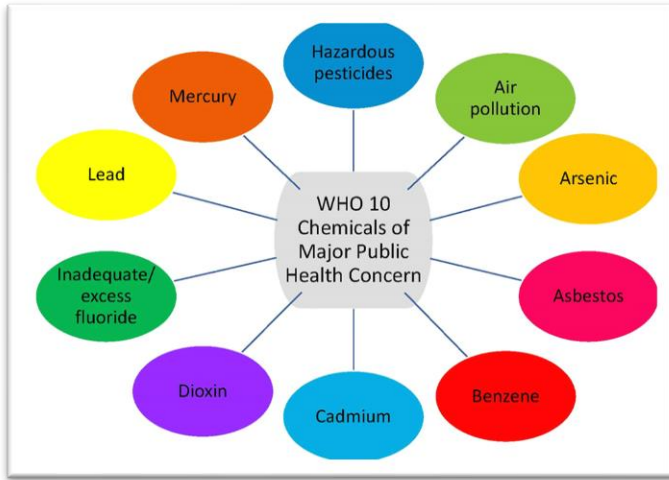 Hazardous
pesticides
Air
pollution
Mercury
Arsenic
Lead
WHO 10
Chemicals of
Major Public
Health Concern
Inadequate/
excess
fluoride
Asbestos
Dioxin
Benzene
Cadmium